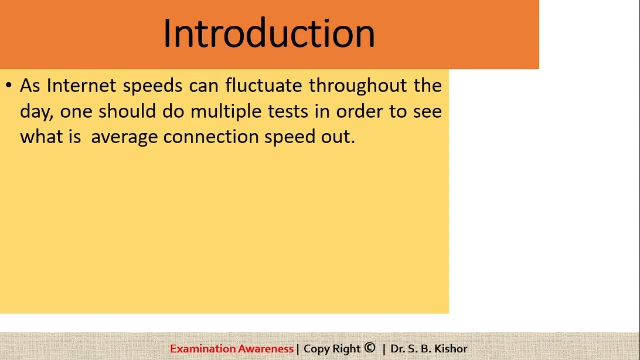 Introduction
• As Internet speeds can fluctuate throughout the
day, one should do multiple tests in order to see
what is  average connection speed out.
Examination Awareness | Copy Right © | Dr. S. B. Kishor